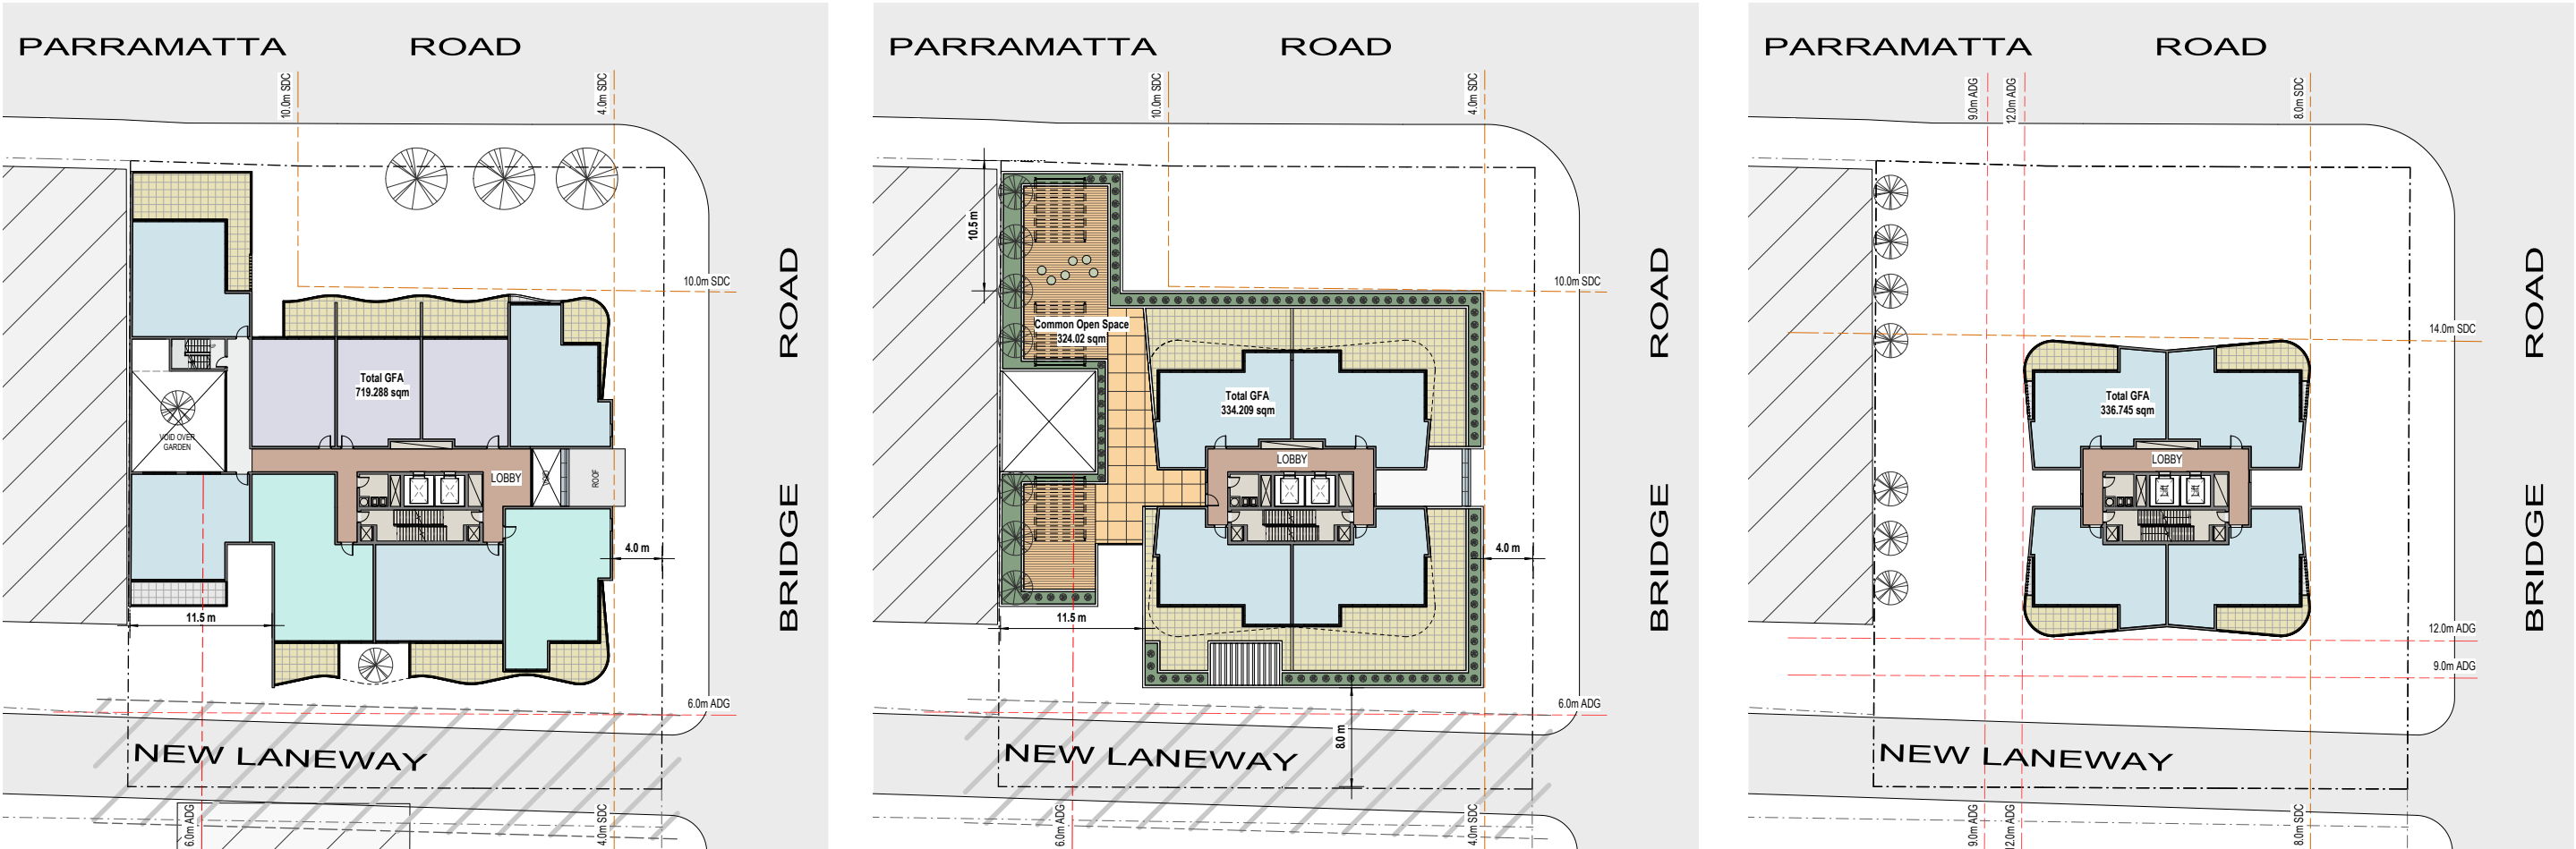 PARRAMATTA ROAD
10.0m SDC
4.0m SDC
ROAD
10.0m SDC
Total GFA
719.288 sqm
VOID OVER
GARDEN
LOBBY
VOID
ROOF
BRIDGE
4.0 m
11.5 m
6.0m ADG
NEW LANEWAY
6.0m ADG
4.0m SDC
PARRAMATTA ROAD
10.0m SDC
4.0m SDC
10.5 m
ROAD
10.0m SDC
Common Open Space
324.02 sqm
Total GFA
334.209 sqm
LOBBY
BRIDGE
4.0 m
11.5 m
6.0m ADG
8.0 m
NEW LANEWAY
6.0m ADG
4.0m SDC
PARRAMATTA ROAD
9.0m ADG
12.0m ADG
8.0m SDC
ROAD
14.0m SDC
Total GFA
336.745 sqm
LOBBY
BRIDGE
12.0m ADG
9.0m ADG
NEW LANEWAY
9.0m ADG
12.0m ADG
8.0m SDC